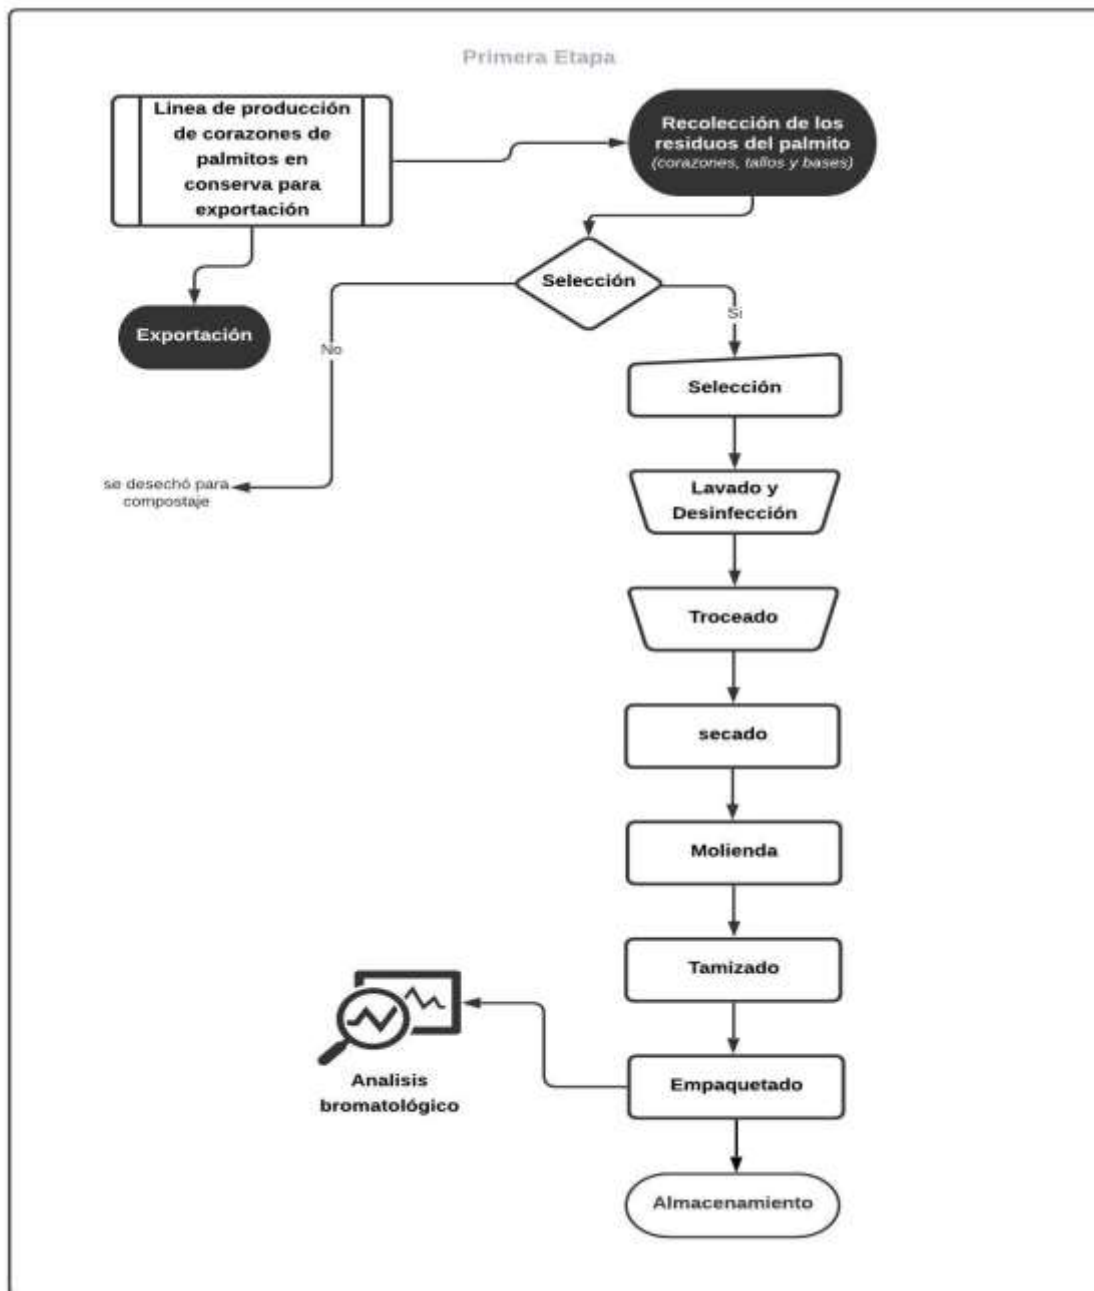 Primera Etapa
Linea de producción
de corazones de
palmitos en
conserva para
exportación
Recolección de los
residuos del palmito
(corazones, tallos y bases)
Selección
Exportación
Si
No
Selección
se desechó para
compostaje
Lavado y
Desinfección
Troceado
secado
Molienda
Tamizado
Empaquetado
Analisis
bromatológico
Almacenamiento